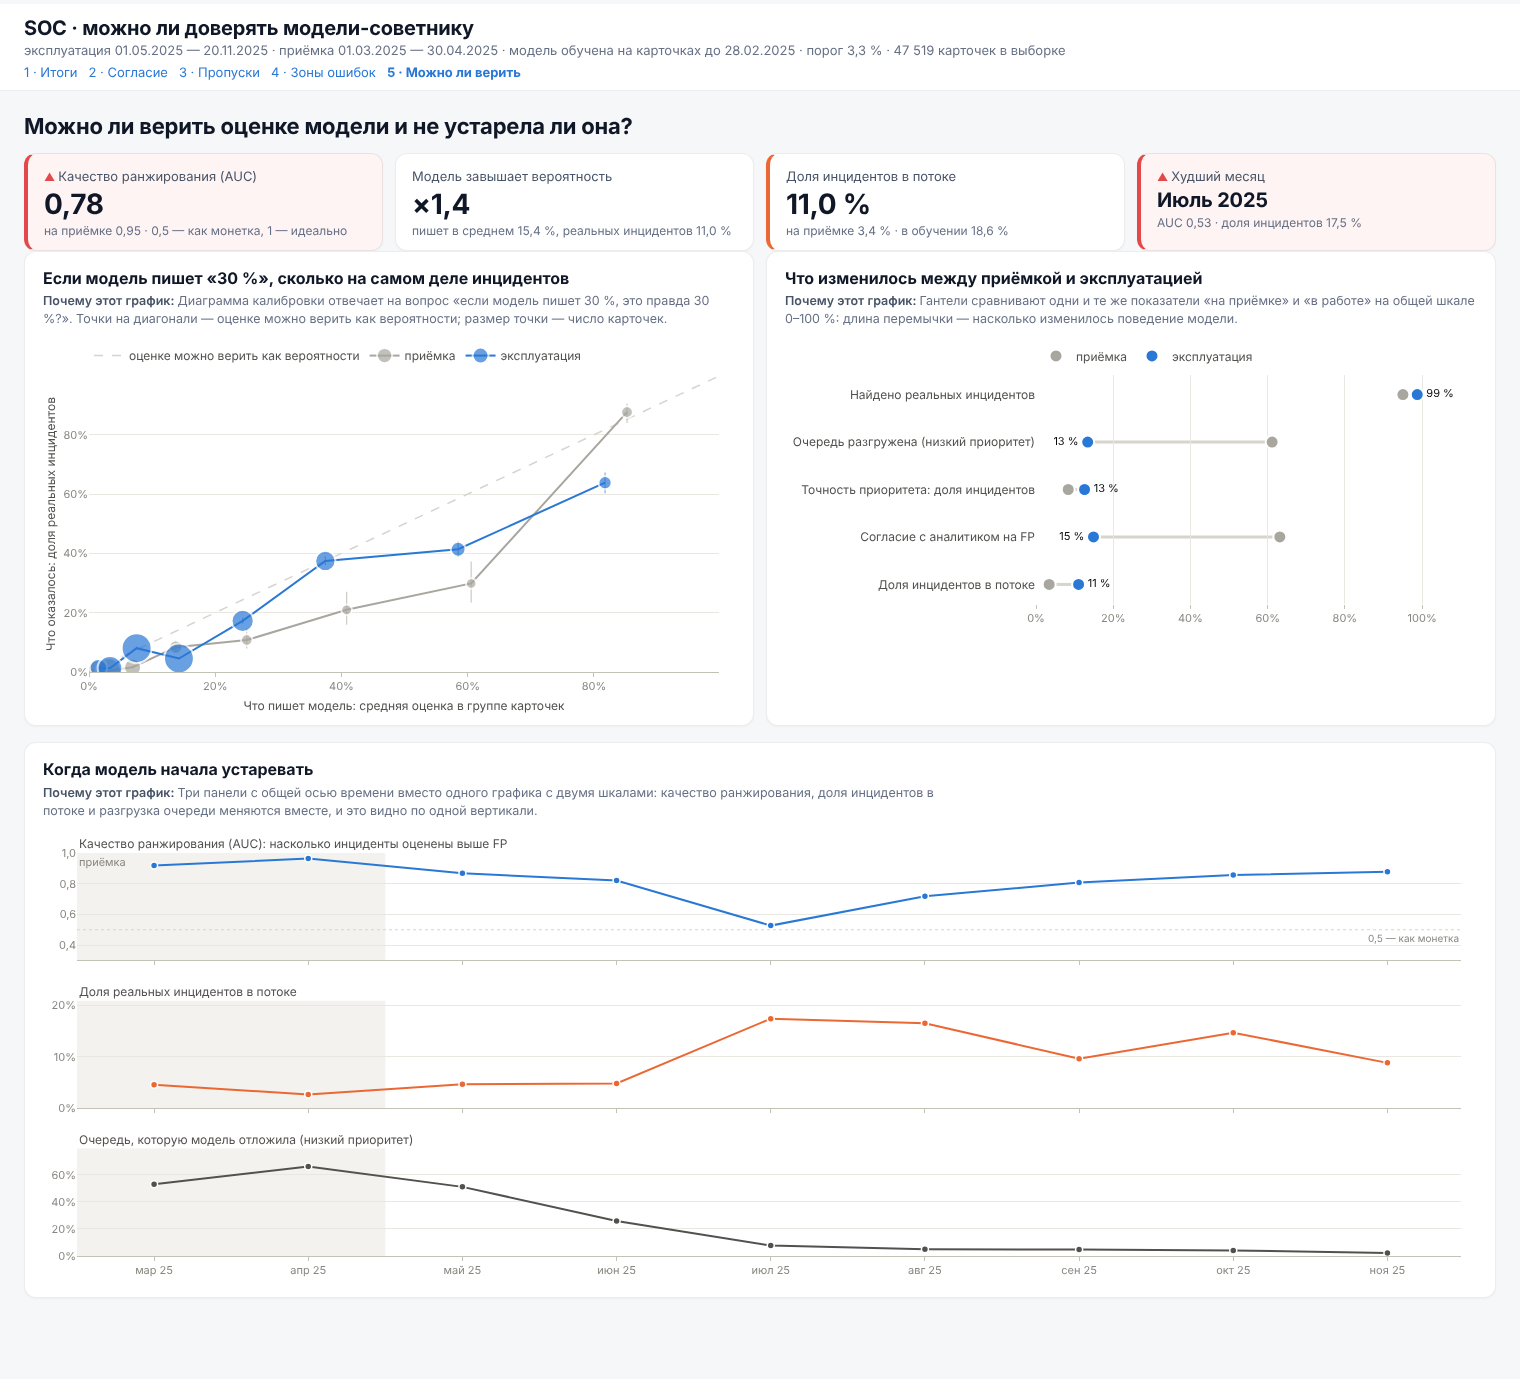 SOC · можно ли доверять модели-советнику
эксплуатация 01.05.2025 — 20.11.2025 · приёмка 01.03.2025 — 30.04.2025 · модель обучена на карточках до 28.02.2025 · порог 3,3 % · 47 519 карточек в выборке
1 · Итоги 2 · Согласие 3 · Пропуски 4 · Зоны ошибок 5 · Можно ли верить
Можно ли верить оценке модели и не устарела ли она?
▲ Качество ранжирования (AUC)
0,78
на приёмке 0,95 · 0,5 — как монетка, 1 — идеально
Модель завышает вероятность
×1,4
пишет в среднем 15,4 %, реальных инцидентов 11,0 %
Доля инцидентов в потоке
11,0 %
на приёмке 3,4 % · в обучении 18,6 %
▲ Худший месяц
Июль 2025
AUC 0,53 · доля инцидентов 17,5 %
Если модель пишет «30 %», сколько на самом деле инцидентов
Почему этот график: Диаграмма калибровки отвечает на вопрос «если модель пишет 30 %, это правда 30
%?». Точки на диагонали — оценке можно верить как вероятности; размер точки — число карточек.
оценке можно верить как вероятности приёмка эксплуатация
Что оказалось: доля реальных инцидентов
80%
60%
40%
20%
0%
0% 20% 40% 60% 80%
Что пишет модель: средняя оценка в группе карточек
Что изменилось между приёмкой и эксплуатацией
Почему этот график: Гантели сравнивают одни и те же показатели «на приёмке» и «в работе» на общей шкале
0–100 %: длина перемычки — насколько изменилось поведение модели.
приёмка эксплуатация
Найдено реальных инцидентов 99 %
Очередь разгружена (низкий приоритет) 13 %
Точность приоритета: доля инцидентов 13 %
Согласие с аналитиком на FP 15 %
Доля инцидентов в потоке 11 %
0% 20% 40% 60% 80% 100%
Когда модель начала устаревать
Почему этот график: Три панели с общей осью времени вместо одного графика с двумя шкалами: качество ранжирования, доля инцидентов в
потоке и разгрузка очереди меняются вместе, и это видно по одной вертикали.
Качество ранжирования (AUC): насколько инциденты оценены выше FP
1,0
приёмка
0,8
0,6
0,4
0,5 — как монетка
Доля реальных инцидентов в потоке
20%
10%
0%
Очередь, которую модель отложила (низкий приоритет)
60%
40%
20%
0%
мар 25 апр 25 май 25 июн 25 июл 25 авг 25 сен 25 окт 25 ноя 25